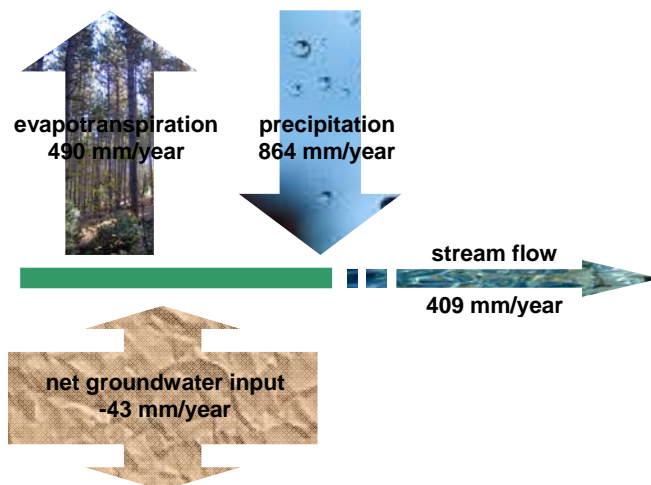 evapotranspiration
490 mm/year
precipitation
864 mm/year
stream flow
409 mm/year
net groundwater input
-43 mm/year